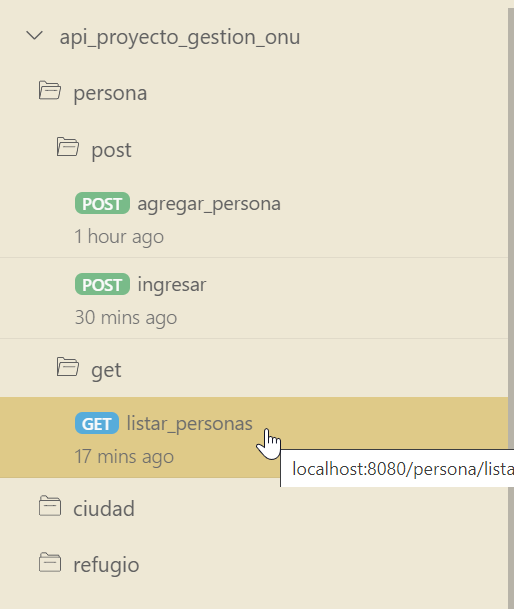 api_proyecto_gestion_onu
persona
post
POST agregar_persona
1 hour ago
POST ingresar
30 mins ago
get
GET listar_personas
17 mins ago
localhost:8080/persona/lista
ciudad
refugio